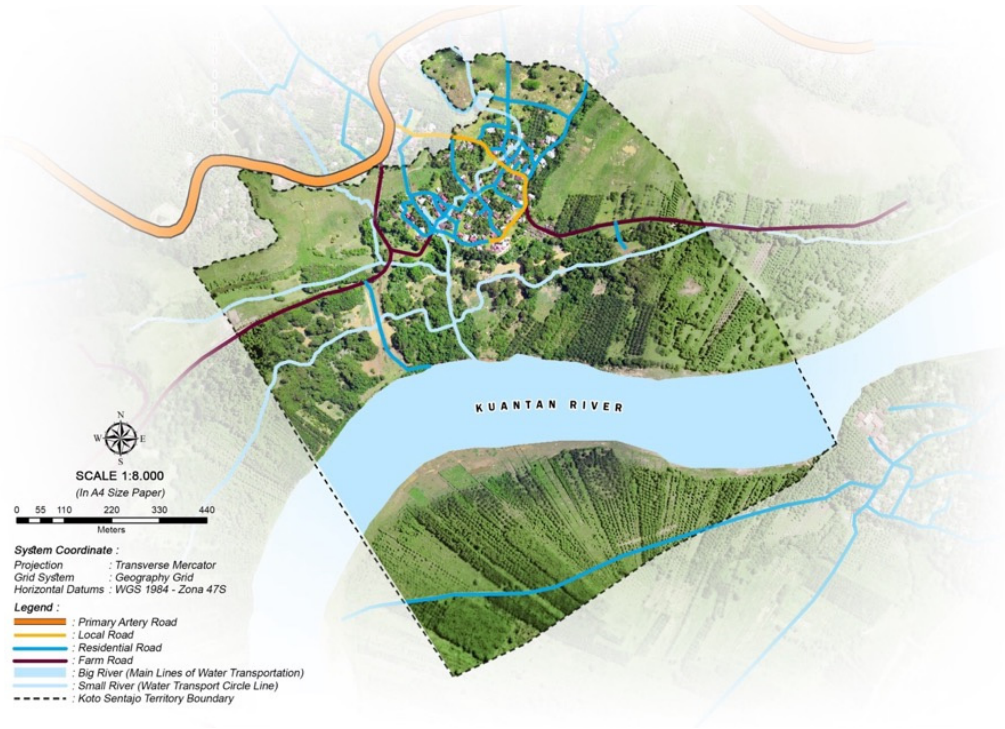 KUANTAN RIVER
N
W E
S
SCALE 1:8.000
(In A4 Size Paper)
0 55 110 220 330 440
Meters
System Coordinate :
Projection : Transverse Mercator
Grid System : Geography Grid
Horizontal Datums : WGS 1984 - Zona 47S
Legend :
: Primary Artery Road
: Local Road
: Residential Road
: Farm Road
: Big River (Main Lines of Water Transportation)
: Small River (Water Transport Circle Line)
: Koto Sentajo Territory Boundary